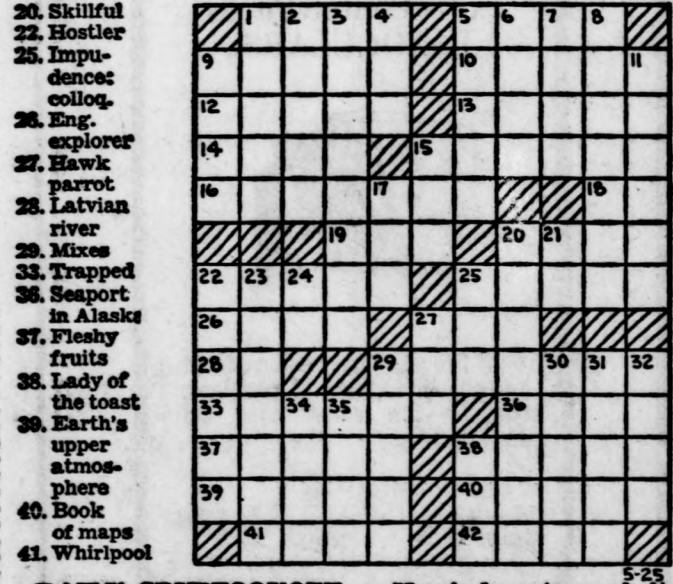 20. Skillful
22. Hostler
25. Impu-
dence:
colloq.
26. Eng.
explorer
27. Hawk
parrot
28. Latvian
river
29. Mixes
33. Trapped
36. Seaport
in Alaska
37. Fleshy
fruits
38. Lady of
the toast
39. Earth's
upper
atmos-
phere
40. Book
of maps
41. Whirlpool
1 2 3 4 5 6 7 8
9 10 11
12 13
14 15
16 17 18
19 20 21
22 23 24 25
26 27
28 29 30 31 32
33 34 35 36
37 38
39 40
41 42
5-25